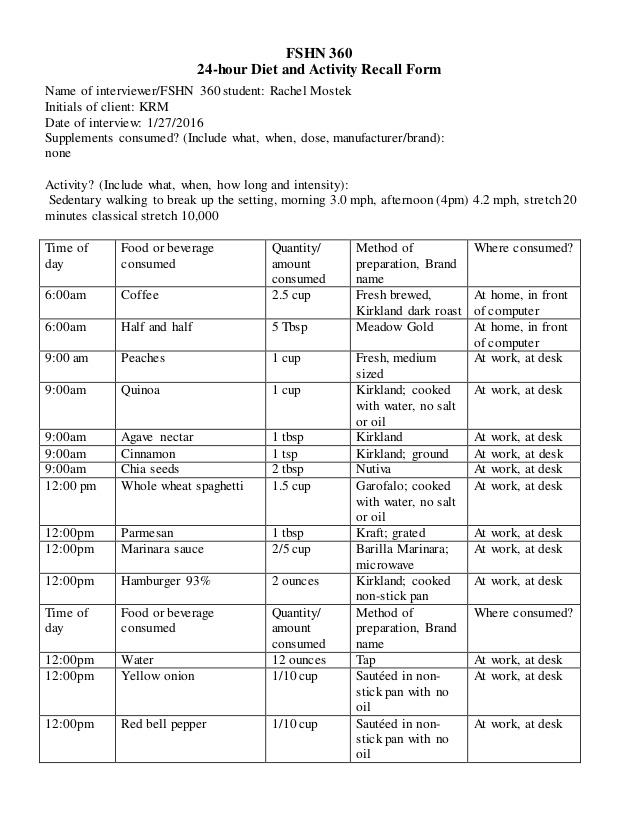 FSHN 360
24-hour Diet and Activity Recall Form
Name of interviewer/FSHN 360 student: Rachel Mostek
Initials of client: KRM
Date of interview: 1/27/2016
Supplements consumed? (Include what, when, dose, manufacturer/brand):
none
Activity? (Include what, when, how long and intensity):
Sedentary walking to break up the setting, morning 3.0 mph, afternoon (4pm) 4.2 mph, stretch 20
minutes classical stretch 10,000
Time of day Food or beverage consumed Quantity/ amount consumed Method of preparation, Brand name Where consumed?
6:00am Coffee 2.5 cup Fresh brewed, Kirkland dark roast At home, in front of computer
6:00am Half and half 5 Tbsp Meadow Gold At home, in front of computer
9:00 am Peaches 1 cup Fresh, medium sized At work, at desk
9:00am Quinoa 1 cup Kirkland; cooked with water, no salt or oil At work, at desk
9:00am Agave nectar 1 tbsp Kirkland At work, at desk
9:00am Cinnamon 1 tsp Kirkland; ground At work, at desk
9:00am Chia seeds 2 tbsp Nutiva At work, at desk
12:00 pm Whole wheat spaghetti 1.5 cup Garofalo; cooked with water, no salt or oil At work, at desk
12:00pm Parmesan 1 tbsp Kraft; grated At work, at desk
12:00pm Marinara sauce 2/5 cup Barilla Marinara; microwave At work, at desk
12:00pm Hamburger 93% 2 ounces Kirkland; cooked non-stick pan At work, at desk
Time of day Food or beverage consumed Quantity/ amount consumed Method of preparation, Brand name Where consumed?
12:00pm Water 12 ounces Tap At work, at desk
12:00pm Yellow onion 1/10 cup Sautéed in non-stick pan with no oil At work, at desk
12:00pm Red bell pepper 1/10 cup Sautéed in non-stick pan with no oil At work, at desk